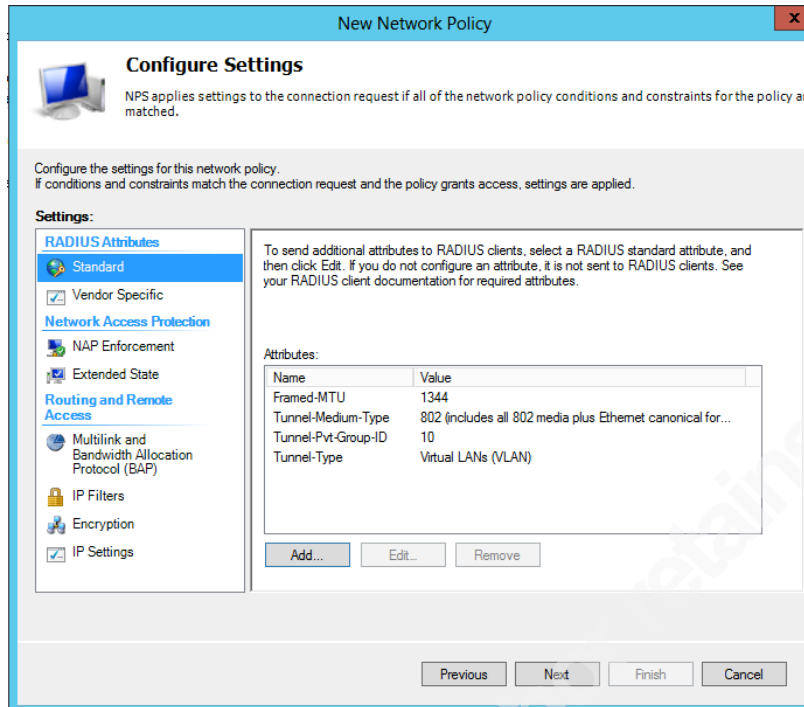 New Network Policy
x
Configure Settings
NPS applies settings to the connection request if all of the network policy conditions and constraints for the policy
matched.
Configure the settings for this network policy.
If conditions and constraints match the connection request and the policy grants access, settings are applied.
Settings:
RADIUS Attributes
Standard
Vendor Specific
Network Access Protection
NAP Enforcement
Extended State
Routing and Remote
Access
Multilink and
Bandwidth Allocation
Protocol (BAP)
IP Filters
Encryption
IP Settings
To send additional attributes to RADIUS clients, select a RADIUS standard attribute, and
then click Edit. If you do not configure an attribute, it is not sent to RADIUS clients. See
your RADIUS client documentation for required attributes.
Attributes:
Name Value
Framed-MTU 1344
Tunnel-Medium-Type 802 (includes all 802 media plus Ethernet canonical for...
Tunnel-Pvt-Group-ID 10
Tunnel-Type Virtual LANs (VLAN)
Add... Edit... Remove
Previous Next Finish Cancel